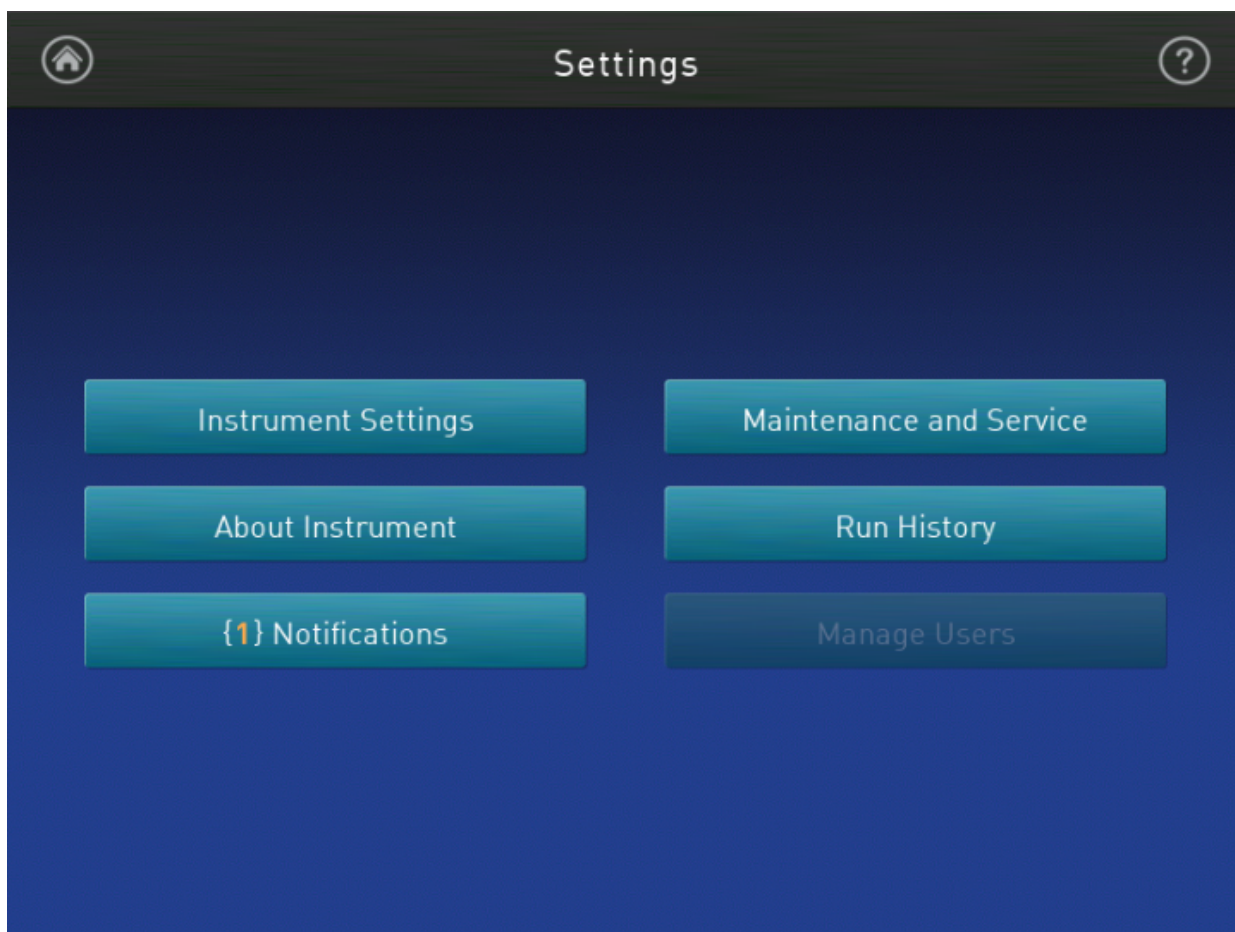 Settings
?
Instrument Settings
Maintenance and Service
About Instrument
Run History
{1} Notifications
Manage Users